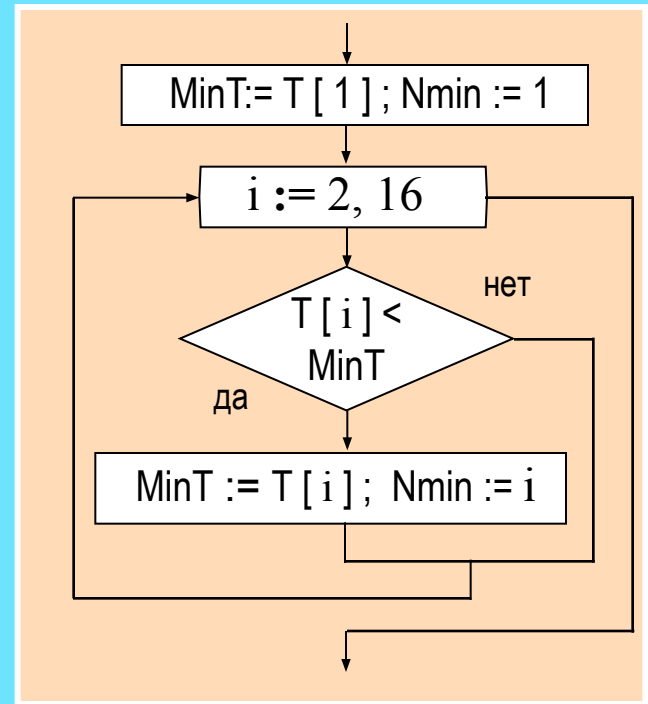 MinT:= T [ 1 ] ; Nmin := 1
i := 2, 16
нет
T [ i ] <
MinT
да
MinT := T [ i ] ; Nmin := i